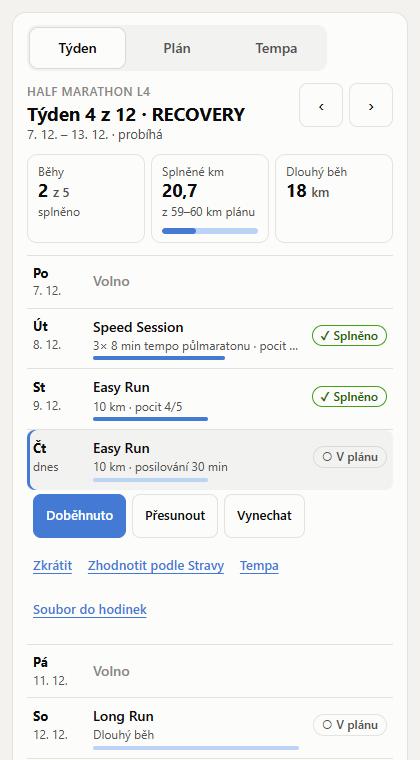 Týden Plán Tempa
HALF MARATHON L4
Týden 4 z 12 · RECOVERY
7. 12. – 13. 12. · probíhá
‹ ›
Běhy
2 z 5
splněno
Splněné km
20,7
z 59–60 km plánu
Dlouhý běh
18 km
Po
7. 12.
Volno
Út
8. 12.
Speed Session
3× 8 min tempo půlmaratonu · pocit ...
✓ Splněno
St
9. 12.
Easy Run
10 km · pocit 4/5
✓ Splněno
Čt
dnes
Easy Run
10 km · posilování 30 min
○ V plánu
Doběhnuto Přesunout Vynechat
Zkrátit Zhodnotit podle Stravy Tempa
Soubor do hodinek
Pá
11. 12.
Volno
So
12. 12.
Long Run
Dlouhý běh
○ V plánu